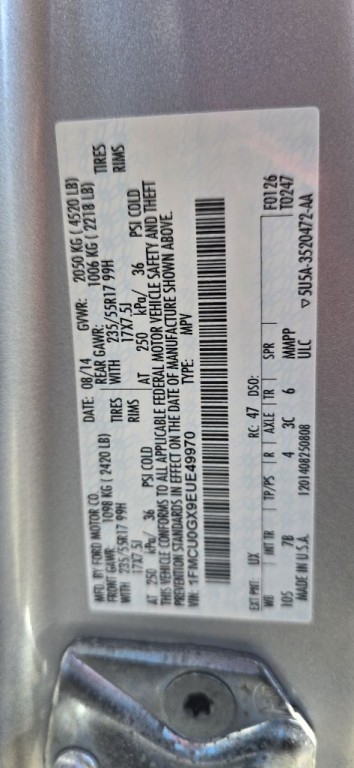 MFD. BY FORD MOTOR CO. DATE: 08/14 GVWR: 2050 KG ( 4520 LB)
FRONT GAWR: 1098 KG (2420 LB) REAR GAWR: 1006 KG ( 2218 LB)
WITH 235/55R17 99H TIRES WITH 235/55R17 99H TIRES
17X7.5J RIMS 17X7.5J RIMS
AT 250 kPa/ 36 PSI COLD AT 250 kPa/ 36 PSI COLD
THIS VEHICLE CONFORMS TO ALL APPLICABLE FEDERAL MOTOR VEHICLE SAFETY AND THEFT
PREVENTION STANDARDS IN EFFECT ON THE DATE OF MANUFACTURE SHOWN ABOVE.
VIN: 1FMCU0GX9EUE49970 TYPE: MPV
F0126
T0247
EXT PNT: UX RC: 47 DSO:
WB INT TR TP/PS R AXLE TR SPR
105 7B 4 3C 6 MMPP
MADE IN U.S.A. 1201408250808 ULC
▽5U5A-3520472-AA